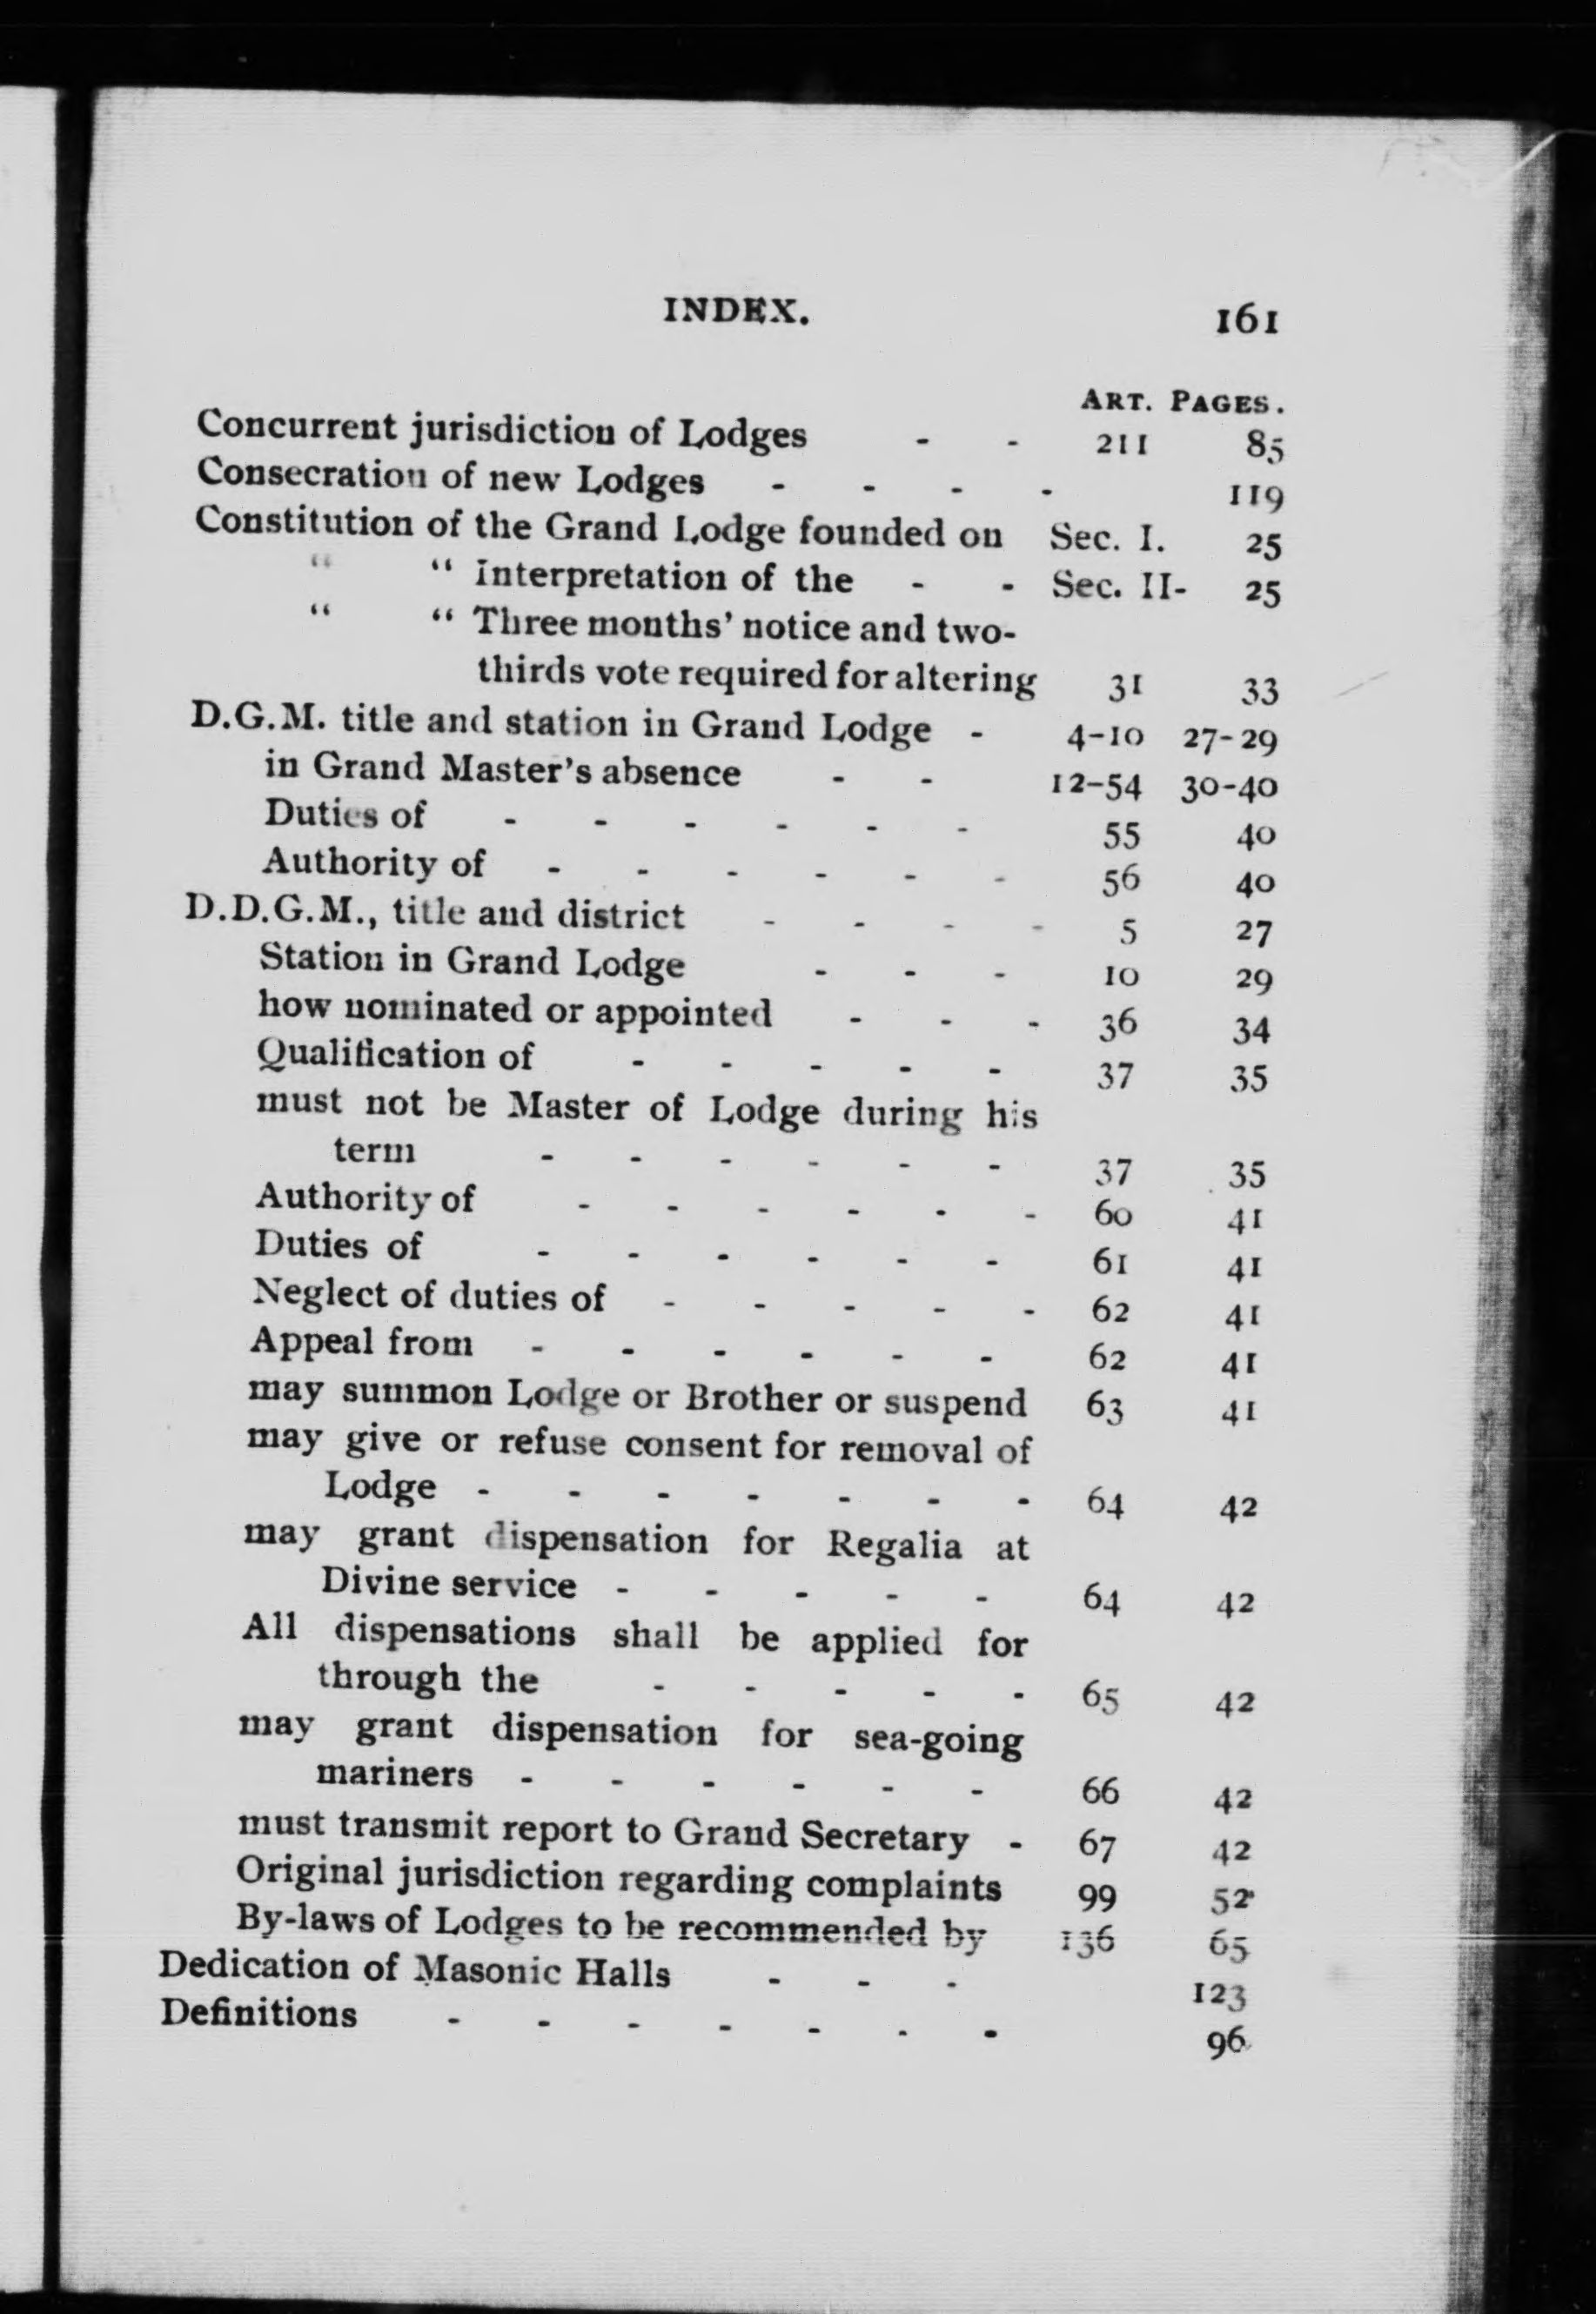 INDEX. 161
ART. PAGES.
Concurrent jurisdiction of Lodges - - 211 85
Consecration of new Lodges - - - - 119
Constitution of the Grand Lodge founded on Sec. I. 25
" " Interpretation of the - - Sec. II- 25
" " Three months' notice and two-
thirds vote required for altering 31 33
D.G.M. title and station in Grand Lodge - 4-10 27-29
in Grand Master's absence - - 12-54 30-40
Duties of - - - - - - 55 40
Authority of - - - - - - 56 40
D.D.G.M., title and district - - - - 5 27
Station in Grand Lodge - - - 10 29
how nominated or appointed - - - 36 34
Qualification of - - - - - 37 35
must not be Master of Lodge during his
term - - - - - - 37 35
Authority of - - - - - - 60 41
Duties of - - - - - - 61 41
Neglect of duties of - - - - - 62 41
Appeal from - - - - - - 62 41
may summon Lodge or Brother or suspend 63 41
may give or refuse consent for removal of
Lodge - - - - - - - 64 42
may grant dispensation for Regalia at
Divine service - - - - - 64 42
All dispensations shall be applied for
through the - - - - - 65 42
may grant dispensation for sea-going
mariners - - - - - - 66 42
must transmit report to Grand Secretary - 67 42
Original jurisdiction regarding complaints 99 52
By-laws of Lodges to be recommended by 136 65
Dedication of Masonic Halls - - - 123
Definitions - - - - - - - 96